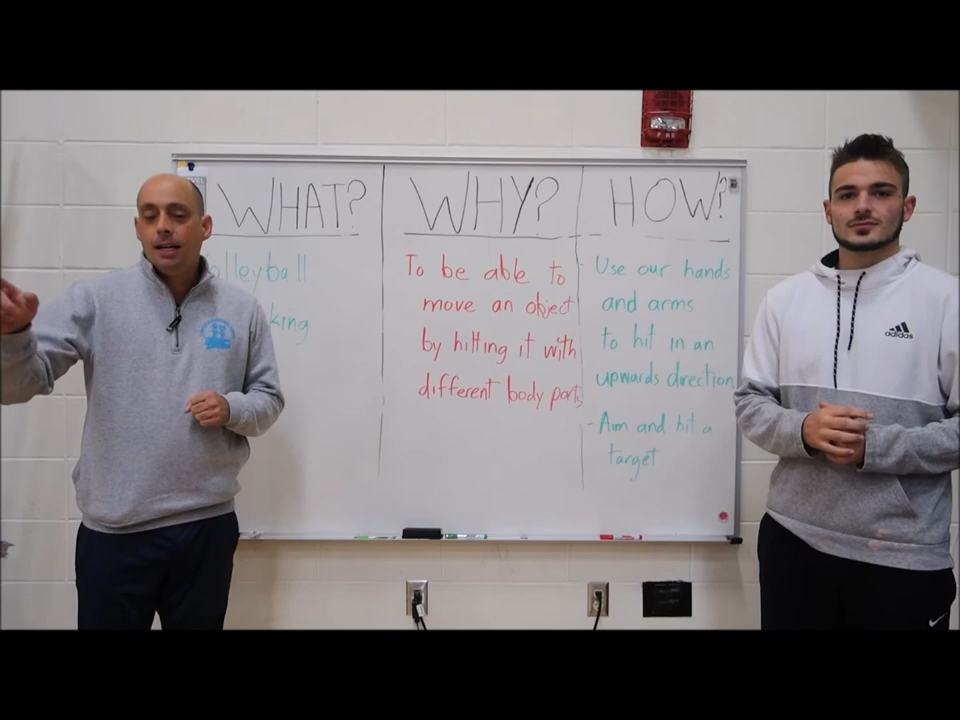 WHAT?
WHY?
HOW?
olleyball
king
To be able to
move an object
by hitting it with
different body parts
- Use our hands
and arms
to hit in an
upwards direction
- Aim and hit a
target
adidas